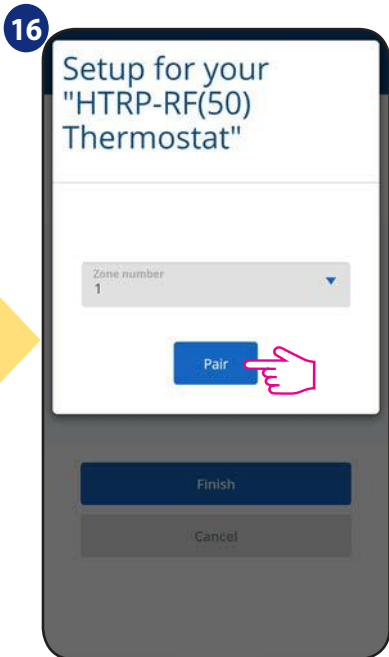 16
Setup for your
"HTRP-RF(50)
Thermostat"
Zone number
1
Pair
Finish
Cancel